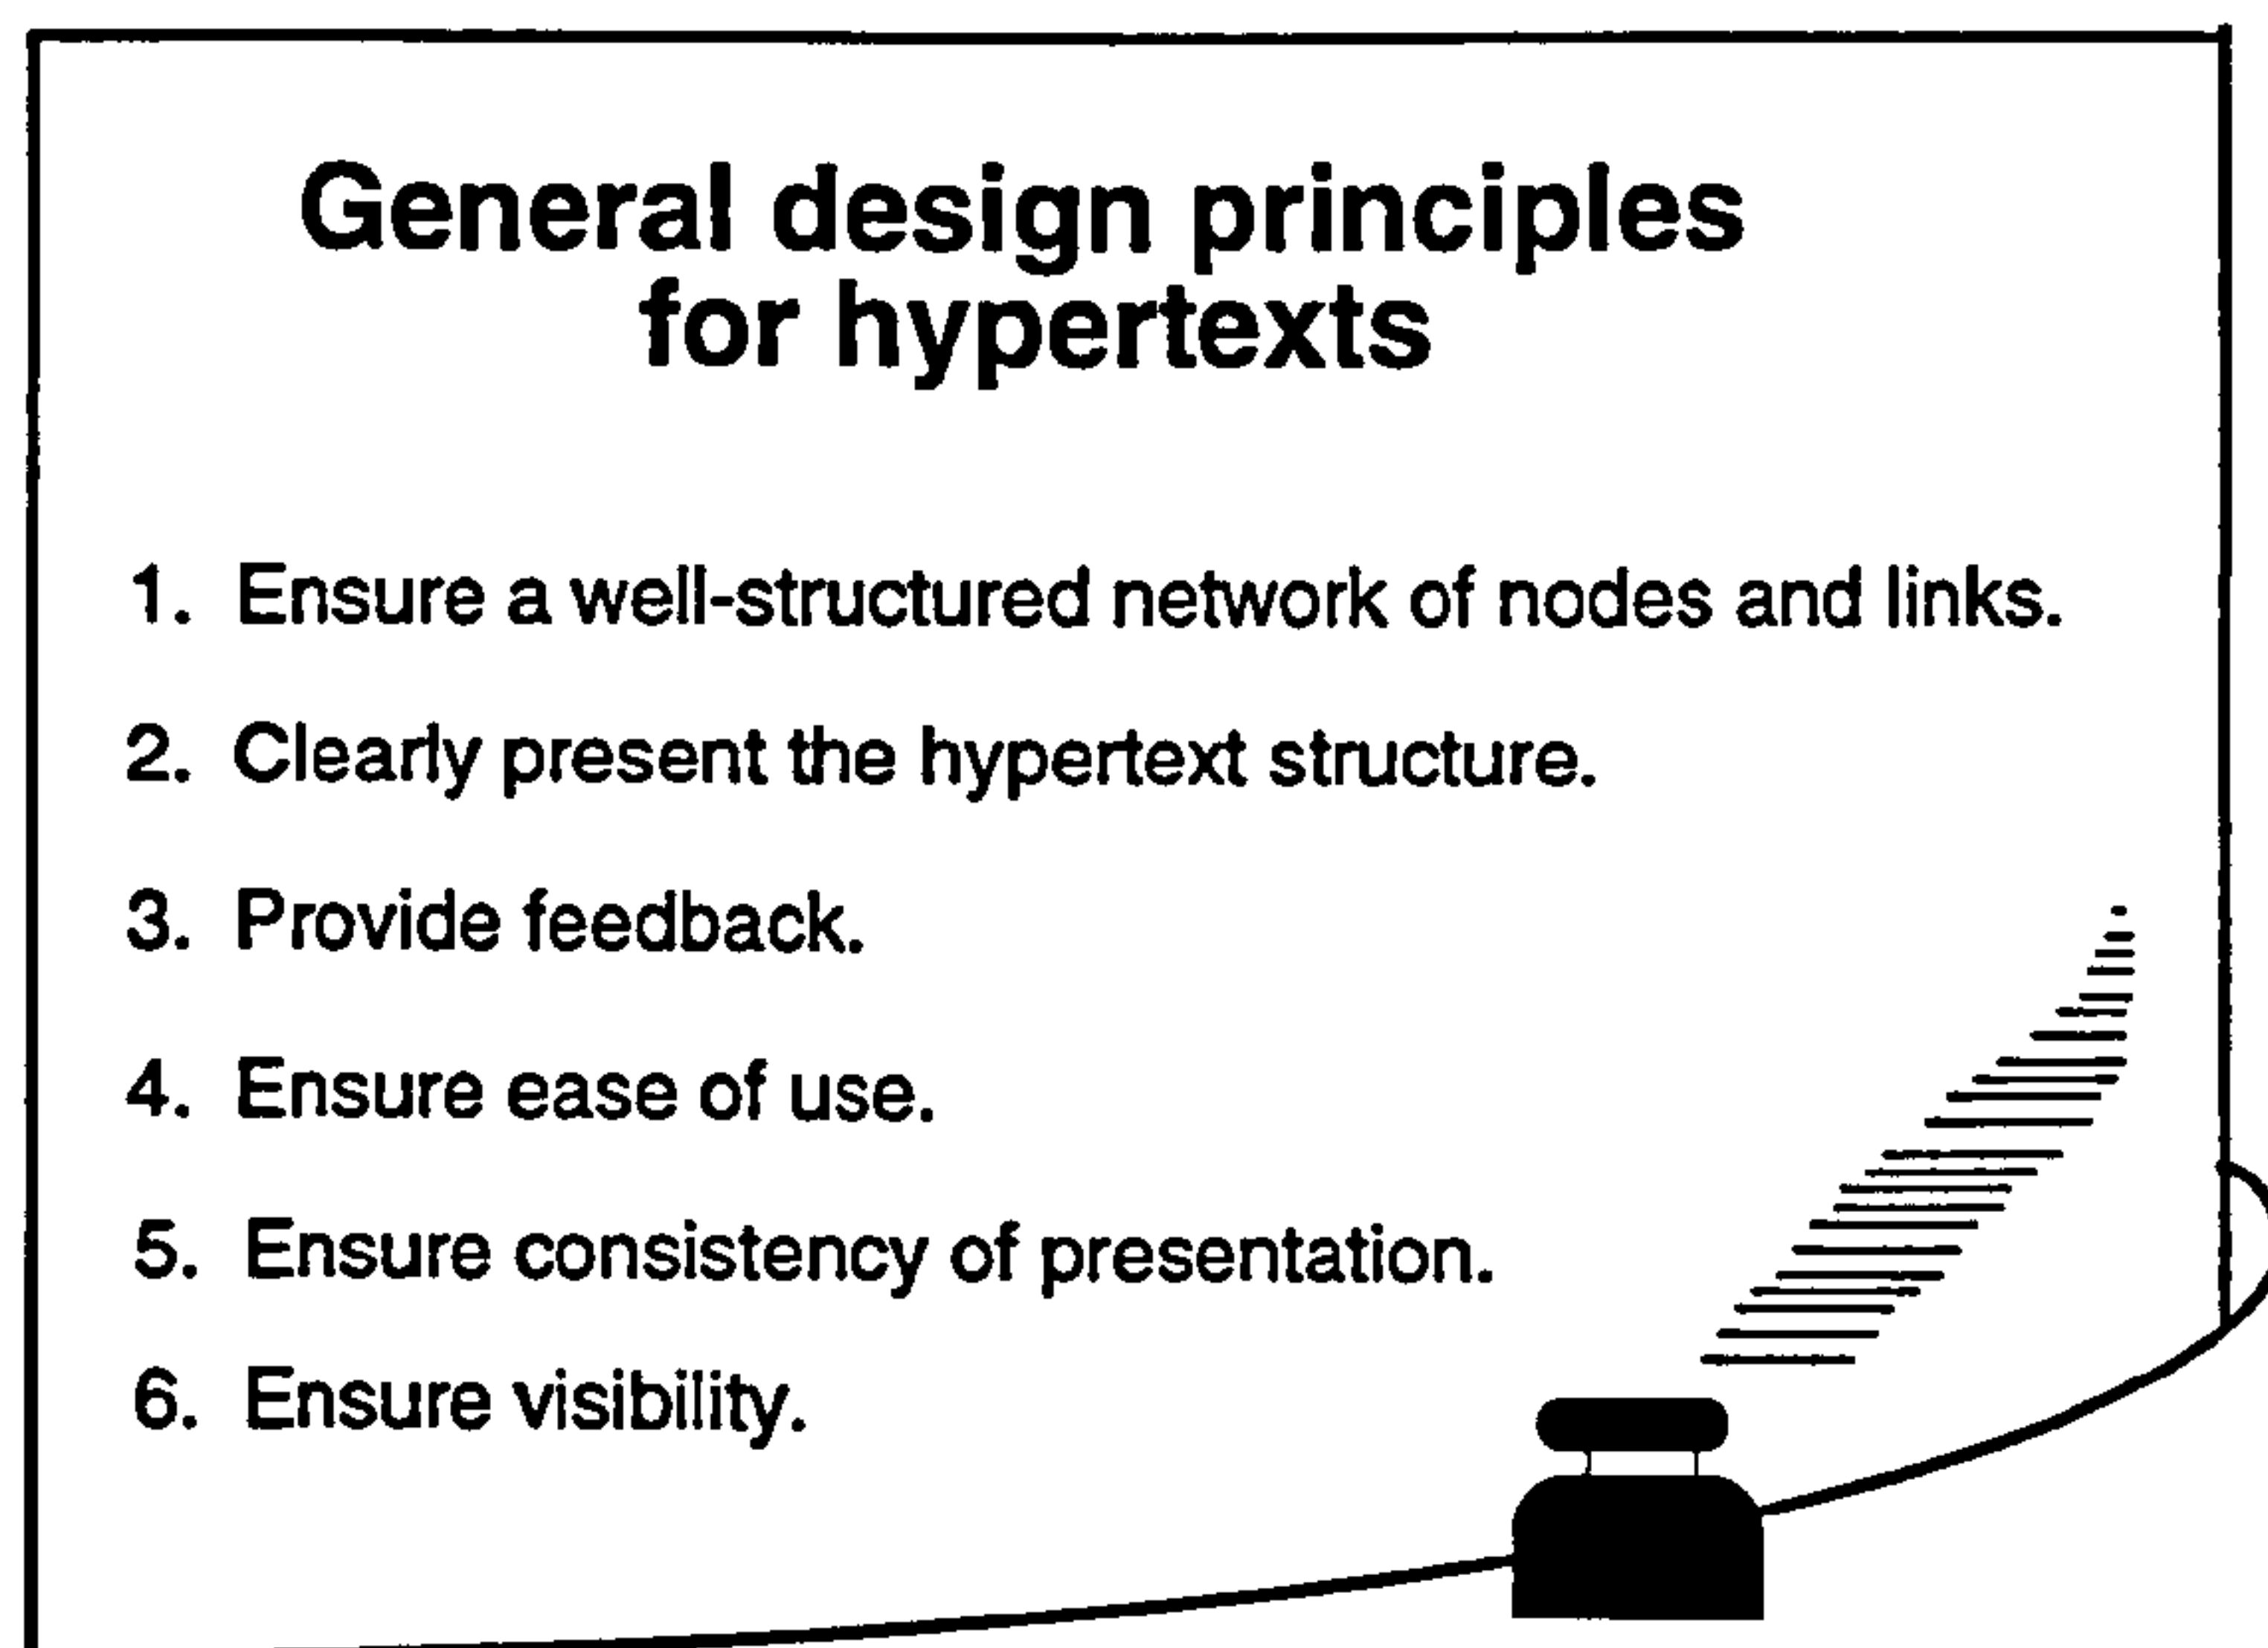 General design principles
for hypertexts
1. Ensure a well-structured network of nodes and links.
2. Clearly present the hypertext structure.
3. Provide feedback.
4. Ensure ease of use.
5. Ensure consistency of presentation.
6. Ensure visibility.